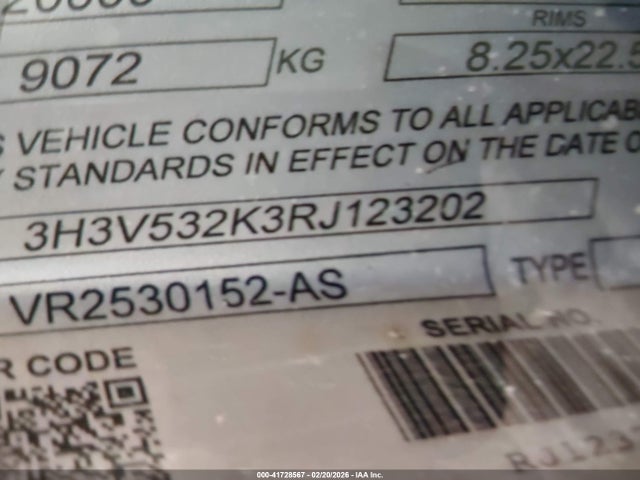 RIMS
9072 KG 8.25x22.5
VEHICLE CONFORMS TO ALL APPLICAB
STANDARDS IN EFFECT ON THE DATE O
3H3V532K3RJ123202
VR2530152-AS TYPE
SERIAL NO.
R CODE
000-41728567 - 02/20/2026 - IAA Inc.